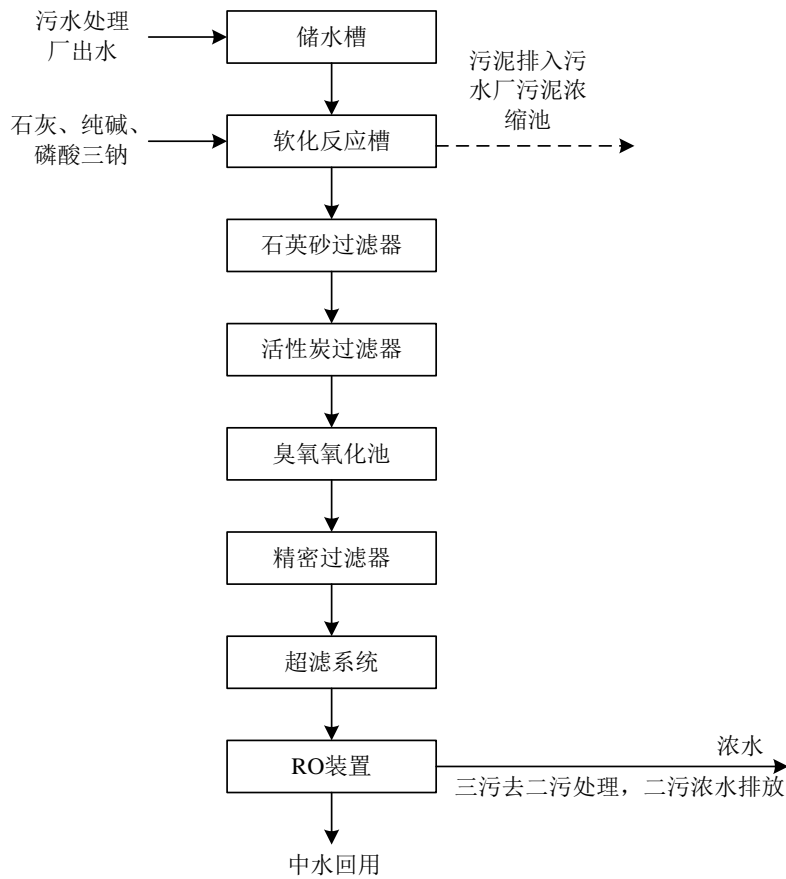 污水处理
厂出水
储水槽
污泥排入污
水厂污泥浓
缩池
石灰、纯碱、
磷酸三钠
软化反应槽
石英砂过滤器
活性炭过滤器
臭氧氧化池
精密过滤器
超滤系统
RO装置
浓水
三污去二污处理，二污浓水排放
中水回用